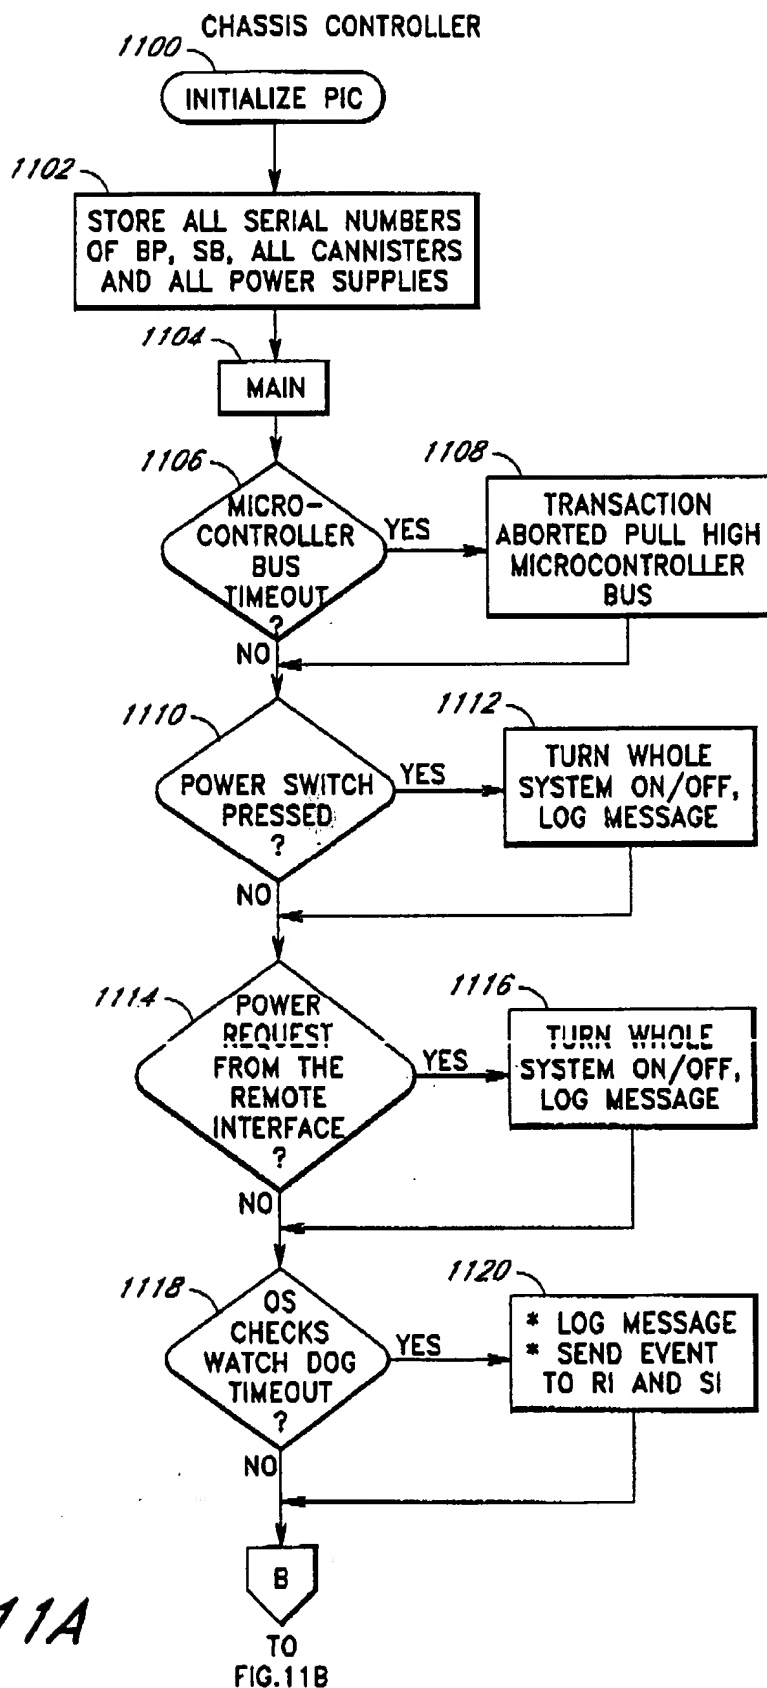 CHASSIS CONTROLLER
1100
INITIALIZE PIC
1102
STORE ALL SERIAL NUMBERS
OF BP, SB, ALL CANNISTERS
AND ALL POWER SUPPLIES
1104
MAIN
1106
MICRO-
CONTROLLER
BUS
TIMEOUT
?
YES
NO
1108
TRANSACTION
ABORTED PULL HIGH
MICROCONTROLLER
BUS
1110
POWER SWITCH
PRESSED
?
YES
NO
1112
TURN WHOLE
SYSTEM ON/OFF,
LOG MESSAGE
1114
POWER
REQUEST
FROM THE
REMOTE
INTERFACE
?
YES
NO
1116
TURN WHOLE
SYSTEM ON/OFF,
LOG MESSAGE
1118
OS
CHECKS
WATCH DOG
TIMEOUT
?
YES
NO
1120
* LOG MESSAGE
* SEND EVENT
TO RI AND SI
B
TO
FIG.11B
11A